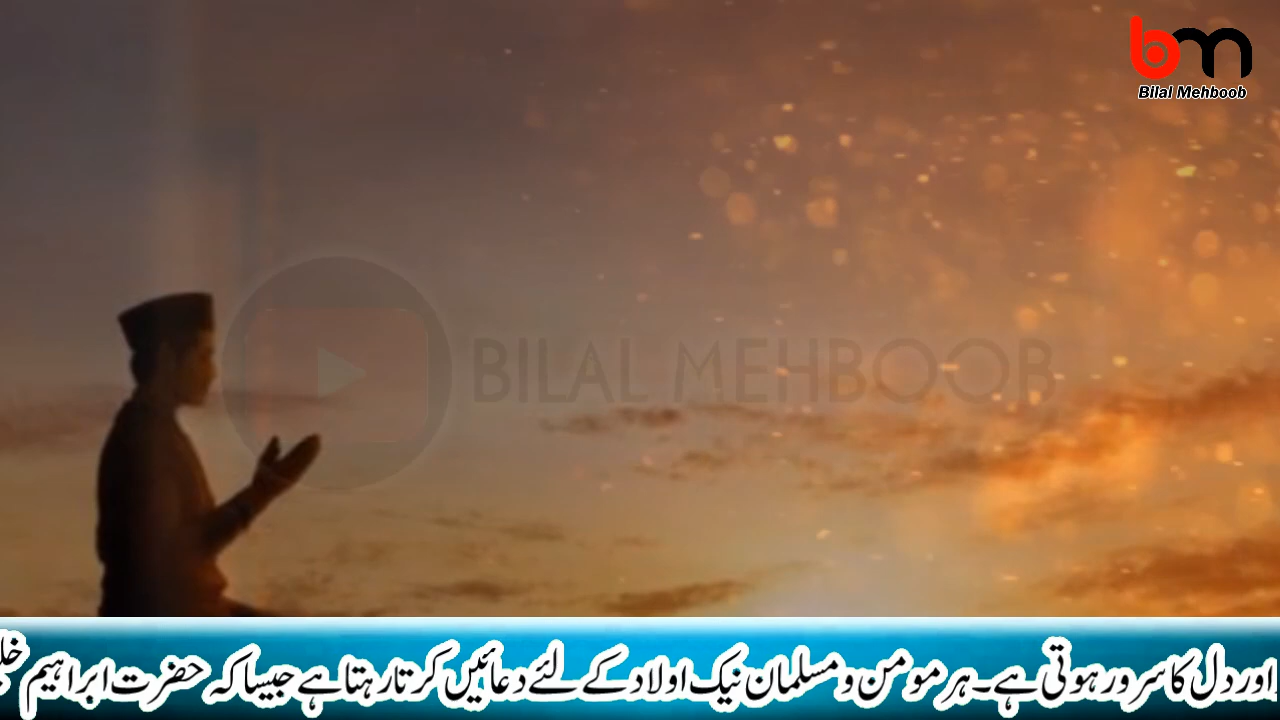 bm
Bilal Mehboob
BILAL MEHBOOB
اور دل کا سرور ہوتی ہے۔ ہر مومن و مسلمان نیک اولاد کے لئے دعائیں کرتا رہتا ہے جیسا کہ حضرت ابراہیم